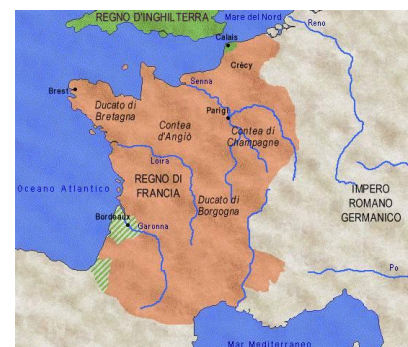 REGNO D'INGHILTERRA
Mare del Nord
Reno
Calais
Crècy
Senna
Brest
Ducato di
Bretagna
Parigi
Contea
d'Angiò
Contea di
Champagne
Loira
REGNO DI
FRANCIA
Oceano Atlantico
IMPERO
ROMANO
GERMANICO
Ducato di
Borgogna
Bordeaux
Garonna
Po
Mar Mediterraneo